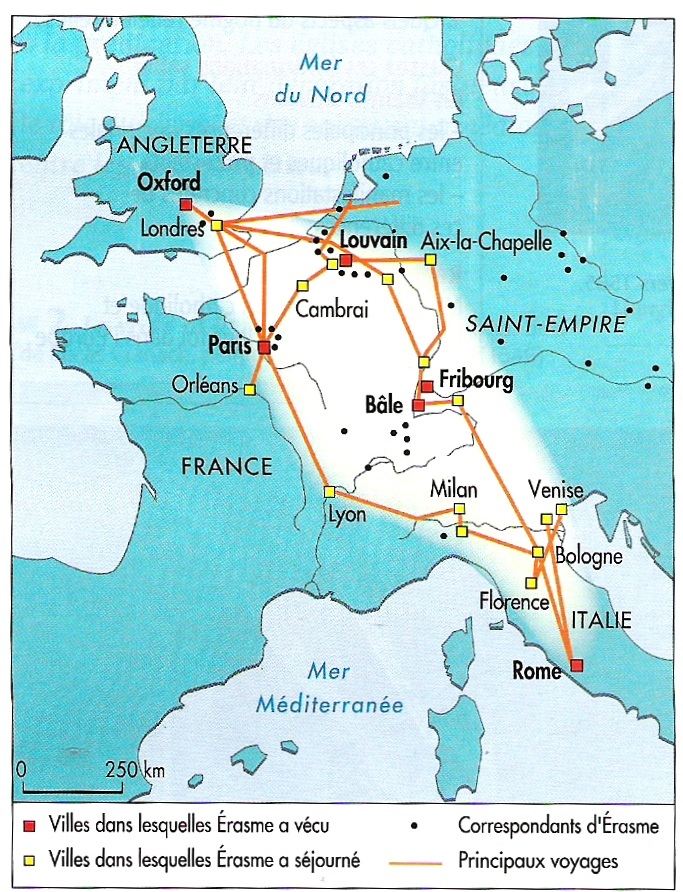 Mer
du Nord
ANGLETERRE
Oxford
Londres
Louvain
Aix-la-Chapelle
Cambrai
SAINT-EMPIRE
Paris
Orléans
Fribourg
Bâle
FRANCE
Milan
Venise
Lyon
Bologne
Florence
ITALIE
Rome
Mer
Méditerranée
0 250 km
Villes dans lesquelles Érasme a vécu
Correspondants d'Érasme
Villes dans lesquelles Érasme a séjourné
Principaux voyages